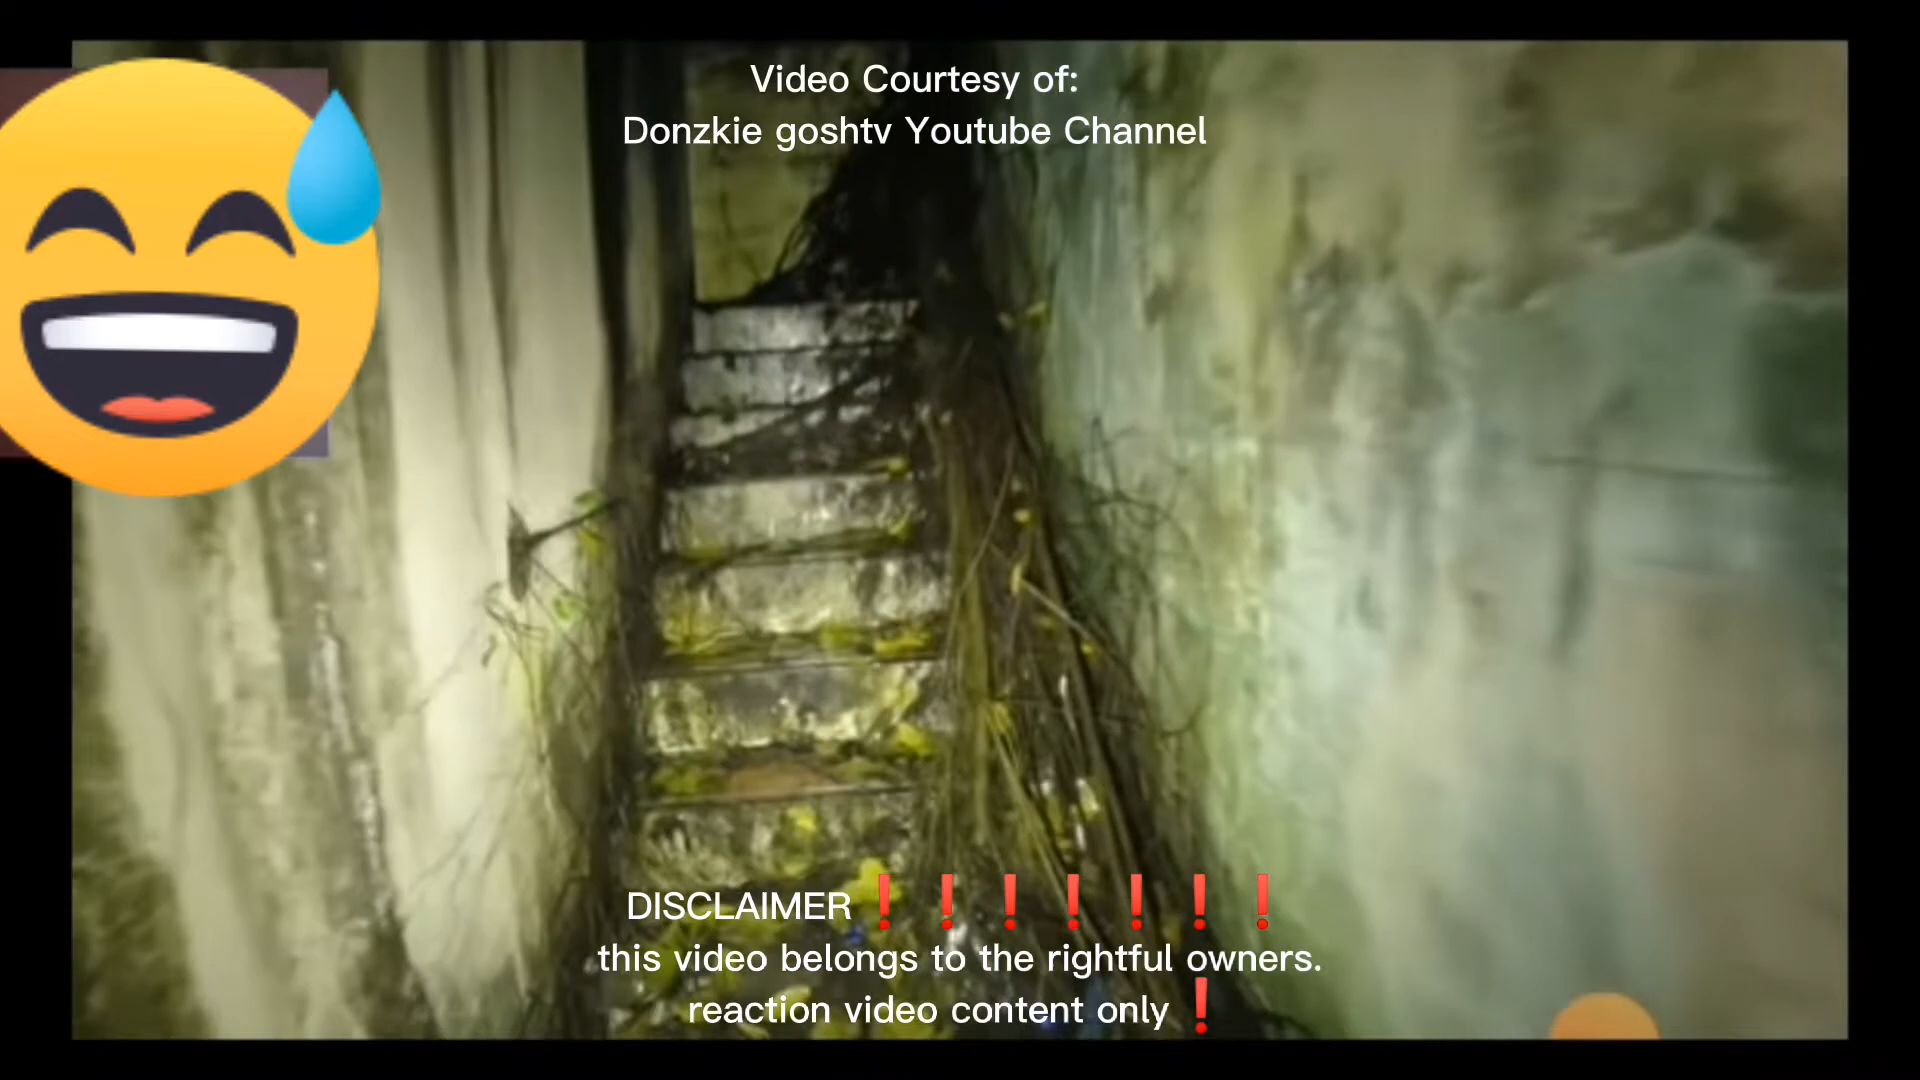 Video Courtesy of:
Donzkie goshtv Youtube Channel
DISCLAIMER❗❗❗❗❗❗❗
this video belongs to the rightful owners.
reaction video content only❗